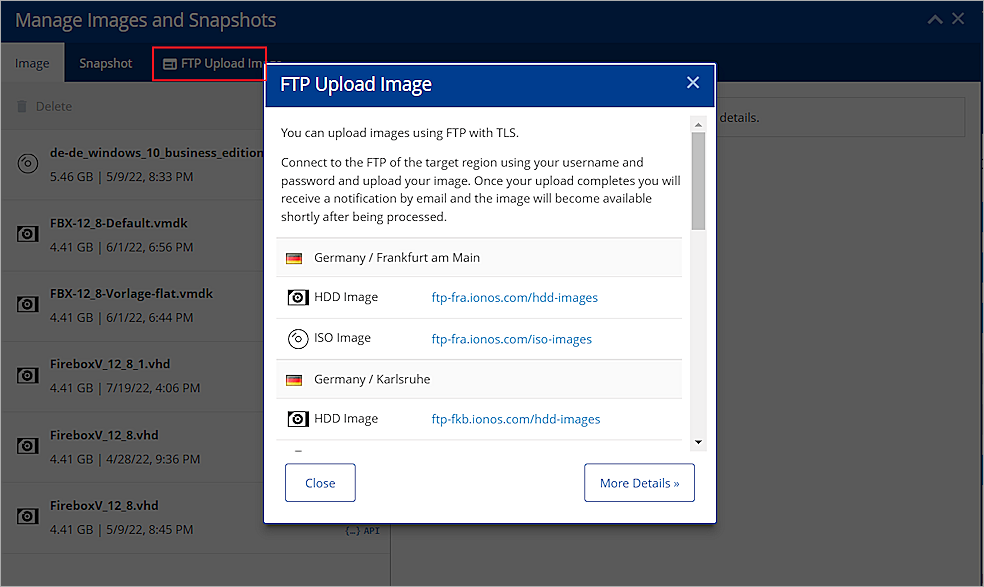 Manage Images and Snapshots
Image
Snapshot
FTP Upload Im
Delete
details.
de-de_windows_10_business_edition
5.46 GB | 5/9/22, 8:33 PM
FBX-12_8-Default.vmdk
4.41 GB | 6/1/22, 6:56 PM
FBX-12_8-Vorlage-flat.vmdk
4.41 GB | 6/1/22, 6:44 PM
FireboxV_12_8_1.vhd
4.41 GB | 7/19/22, 4:06 PM
FireboxV_12_8.vhd
4.41 GB | 4/28/22, 9:36 PM
FireboxV_12_8.vhd
4.41 GB | 5/9/22, 8:45 PM
{...} API
FTP Upload Image
You can upload images using FTP with TLS.
Connect to the FTP of the target region using your username and
password and upload your image. Once your upload completes you will
receive a notification by email and the image will become available
shortly after being processed.
Germany / Frankfurt am Main
HDD Image ftp-fra.ionos.com/hdd-images
ISO Image ftp-fra.ionos.com/iso-images
Germany / Karlsruhe
HDD Image ftp-fkb.ionos.com/hdd-images
Close
More Details »